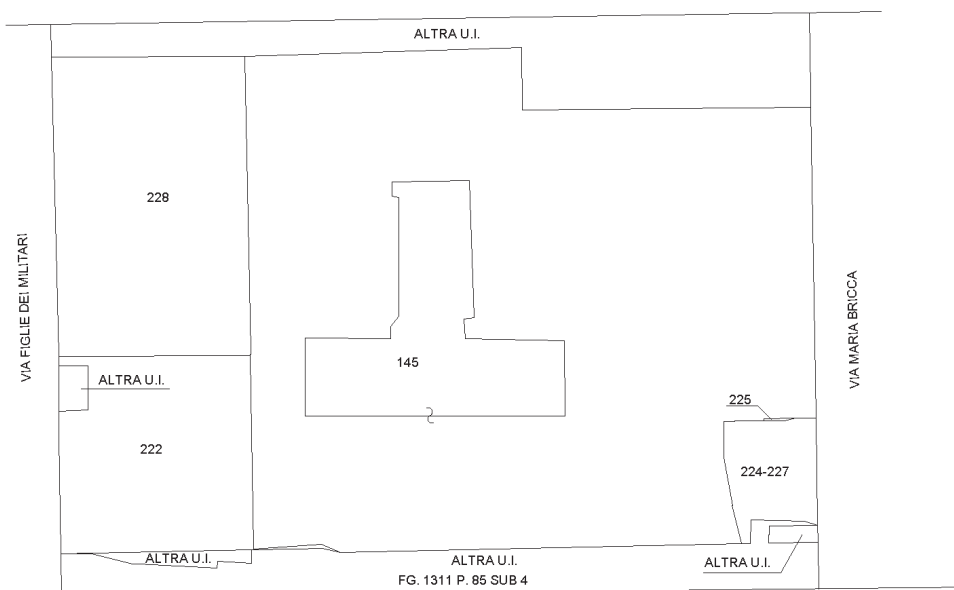 ALTRA U.I.
228
VIA FIGLIE DEI MILITARI
VIA MARIA BRICCA
145
ALTRA U.I.
225
222
224-227
ALTRA U.I.
ALTRA U.I.
ALTRA U.I.
FG. 1311 P. 85 SUB 4